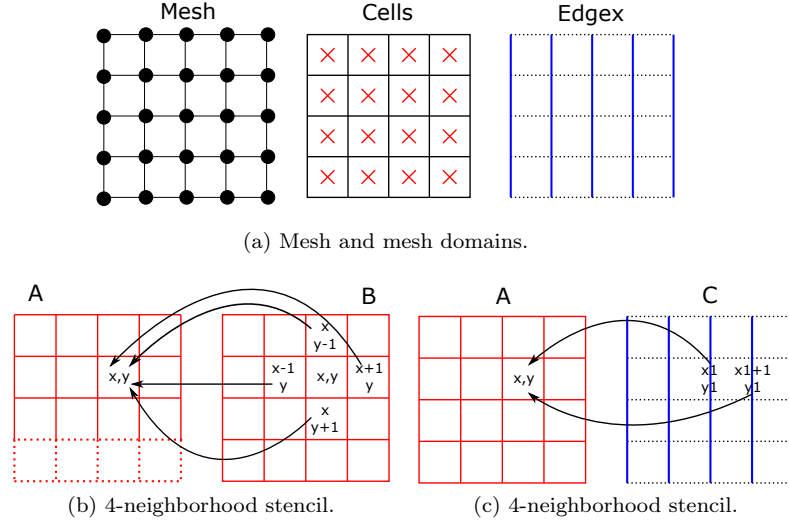 Mesh
Cells
Edgex
(a) Mesh and mesh domains.
A
B
x
y-1
x,y
x-1
y
x,y
x+1
y
x
y+1
(b) 4-neighborhood stencil.
A
C
x,y
x1
y1
x1+1
y1
(c) 4-neighborhood stencil.